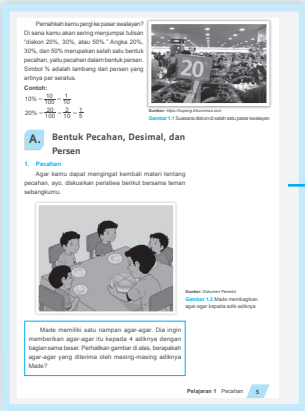 Pernahkah kamu pergi ke pasar swalayan?
Di sana kamu akan sering menjumpai tulisan
"diskon 20%, 30%, atau 50%." Angka 20%,
30%, dan 50% merupakan salah satu bentuk
pecahan, yaitu pecahan dalam bentuk persen.
Simbol % adalah lambang dari persen yang
artinya per seratus.
Contoh:
10% = 10/100 = 1/10
20% = 20/100 = 2/10 = 1/5
20
Sumber: https://kupang.tribunnews.com
Gambar 1.1 Suasana diskon di salah satu pasar swalayan
A. Bentuk Pecahan, Desimal, dan
Persen
1. Pecahan
Agar kamu dapat mengingat kembali materi tentang
pecahan, ayo, diskusikan peristiwa berikut bersama teman
sebangkumu.
Sumber: Dokumen Penerbit
Gambar 1.2 Made membagikan
agar-agar kepada adik-adiknya
Made memiliki satu nampan agar-agar. Dia ingin
memberikan agar-agar itu kepada 4 adiknya dengan
bagian sama besar. Perhatikan gambar di atas, berapakah
agar-agar yang diterima oleh masing-masing adiknya
Made?
Pelajaran 1 Pecahan 5